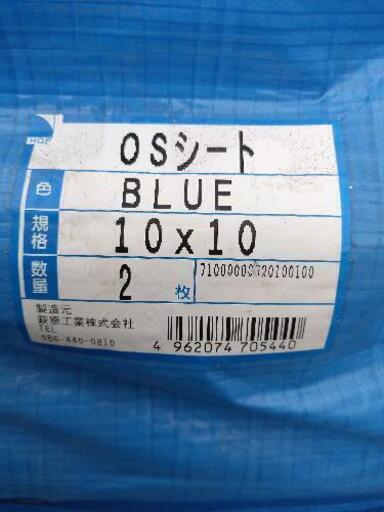 OSシート
色 BLUE
規格 10x10
数量 2 枚
製造元
萩原工業株式会社
TEL
086-440-0810
4 962074 705440